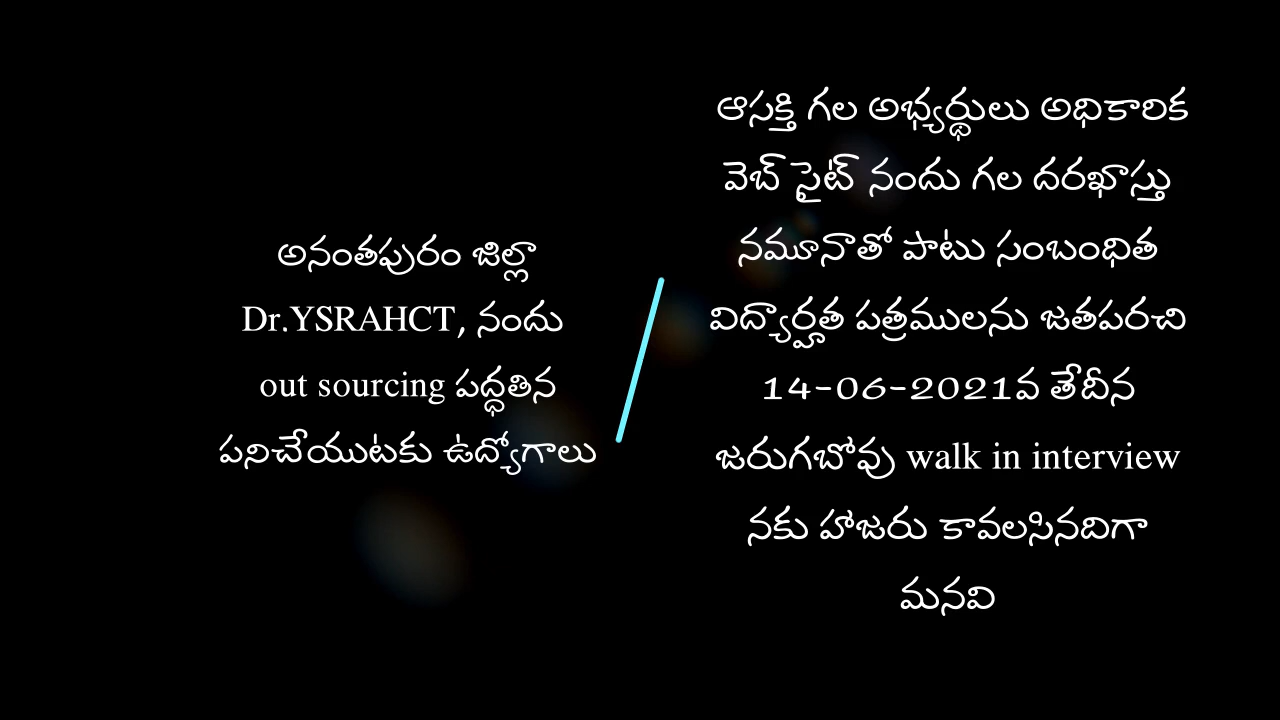 అనంతపురం జిల్లా
Dr.YSRAHCT, నందు
out sourcing పద్ధతిన
పనిచేయుటకు ఉద్యోగాలు
ఆసక్తి గల అభ్యర్థులు అధికారిక
వెబ్ సైట్ నందు గల దరఖాస్తు
నమూనాతో పాటు సంబంధిత
విద్యార్హత పత్రములను జతపరచి
14-06-2021వ తేదీన
జరుగబోవు walk in interview
నకు హాజరు కావలసినదిగా
మనవి